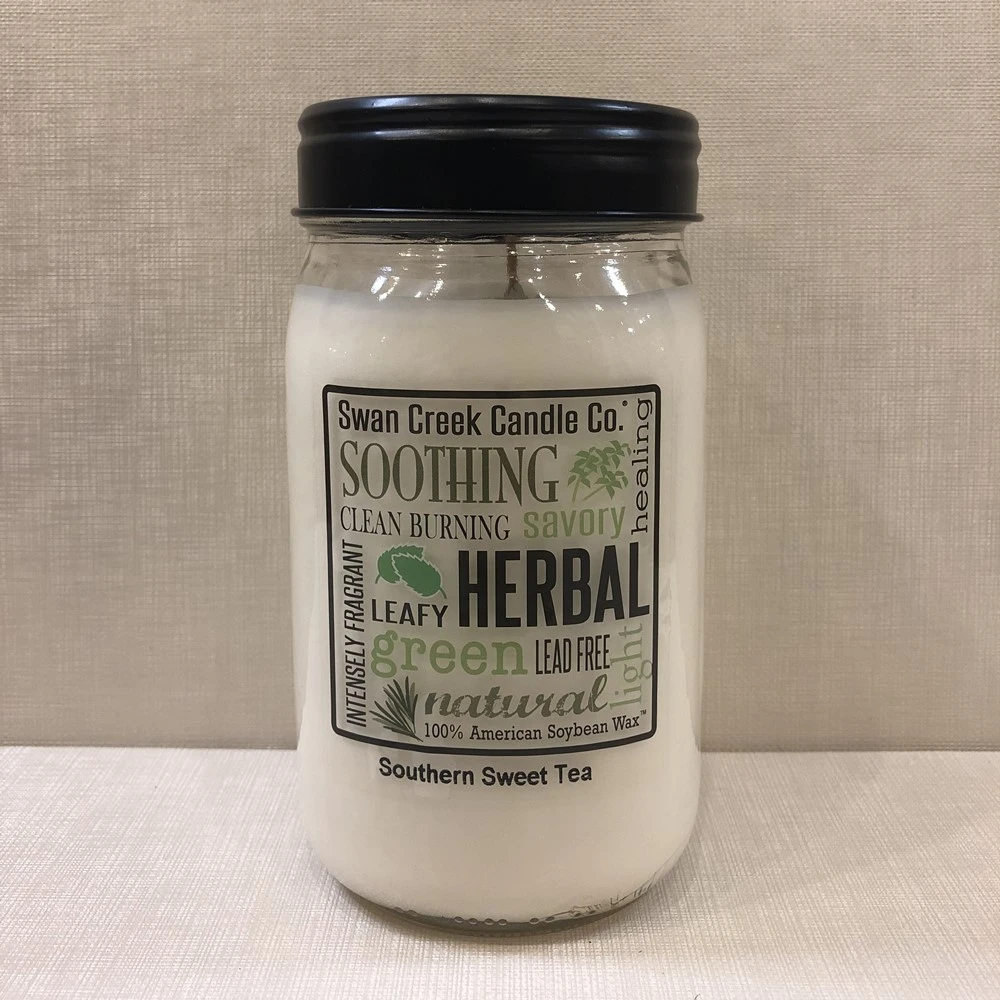 Swan Creek Candle Co.®
SOOTHING
healing
CLEAN BURNING
savory
INTENSELY FRAGRANT
LEAFY
HERBAL
green
LEAD FREE
light
natural
100% American Soybean Wax™
Southern Sweet Tea